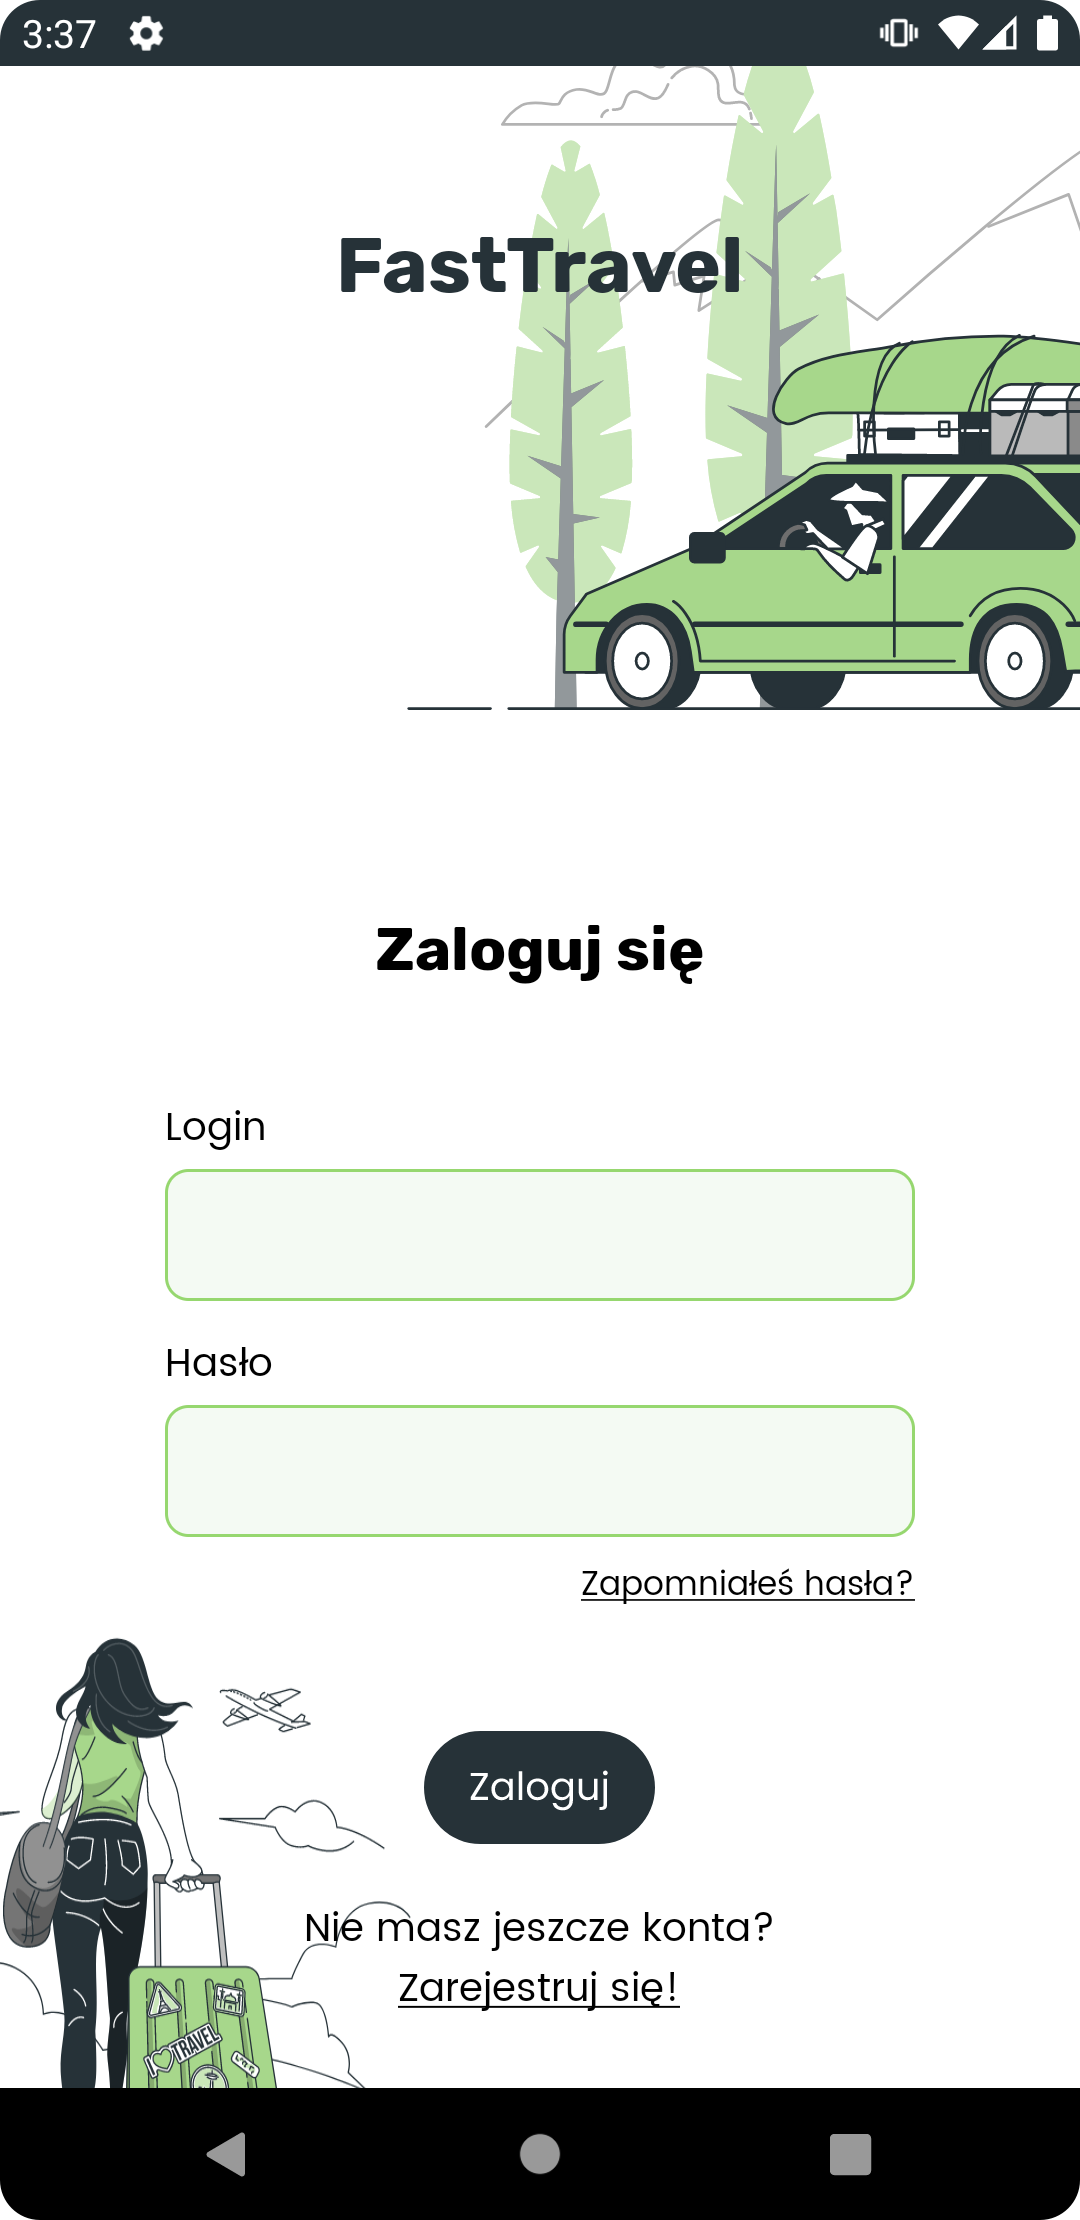 3:37
FastTravel
Zaloguj się
Login
Hasło
Zapomniałeś hasła?
Zaloguj
Nie masz jeszcze konta?
Zarejestruj się!
I TRAVEL